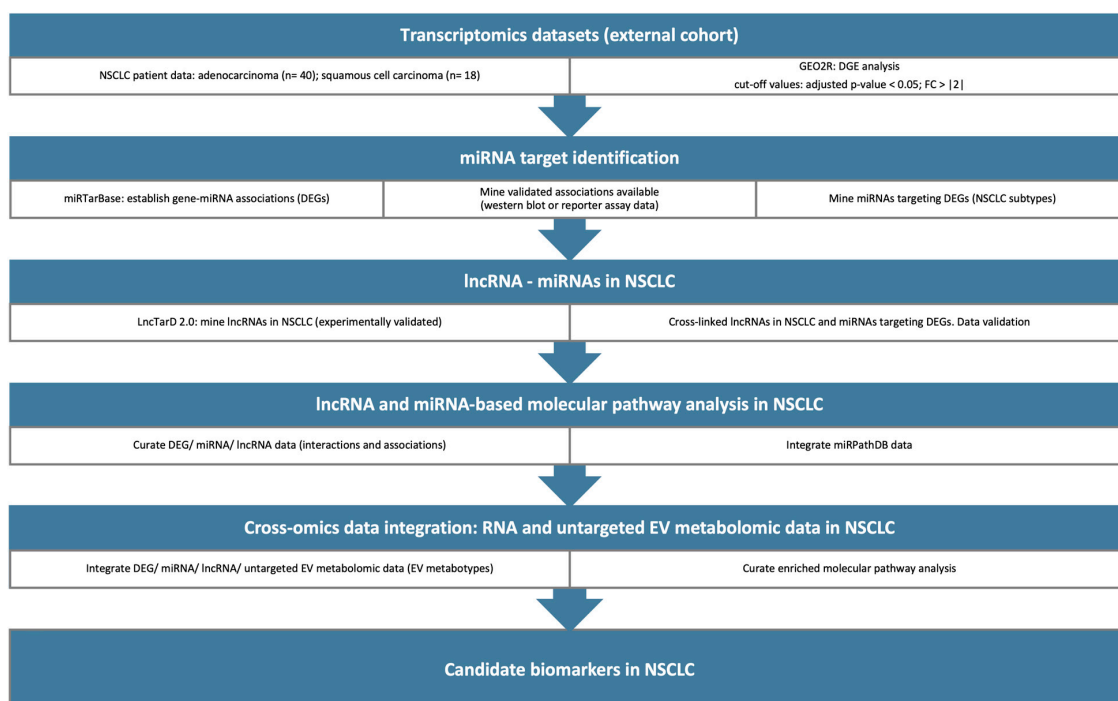 Transcriptomics datasets (external cohort)
NSCLC patient data: adenocarcinoma (n= 40); squamous cell carcinoma (n= 18)
GEO2R: DGE analysis
cut-off values: adjusted p-value < 0.05; FC > |2|
miRNA target identification
miRTarBase: establish gene-miRNA associations (DEGs)
Mine validated associations available
(western blot or reporter assay data)
Mine miRNAs targeting DEGs (NSCLC subtypes)
lncRNA - miRNAs in NSCLC
LncTarD 2.0: mine lncRNAs in NSCLC (experimentally validated)
Cross-linked lncRNAs in NSCLC and miRNAs targeting DEGs. Data validation
lncRNA and miRNA-based molecular pathway analysis in NSCLC
Curate DEG/ miRNA/ lncRNA data (interactions and associations)
Integrate miRPathDB data
Cross-omics data integration: RNA and untargeted EV metabolomic data in NSCLC
Integrate DEG/ miRNA/ lncRNA/ untargeted EV metabolomic data (EV metabotypes)
Curate enriched molecular pathway analysis
Candidate biomarkers in NSCLC